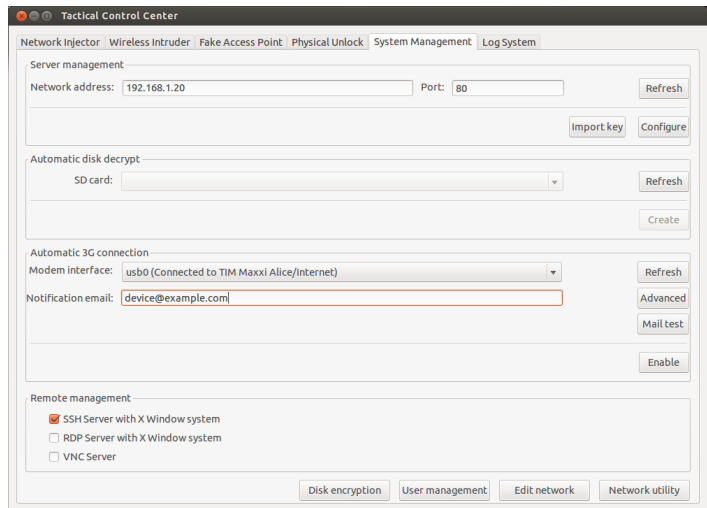 Tactical Control Center
Network Injector Wireless Intruder Fake Access Point Physical Unlock System Management Log System
Server management
Network address: 192.168.1.20 Port: 80 Refresh
Import key Configure
Automatic disk decrypt
SD card: Refresh
Create
Automatic 3G connection
Modem interface: usb0 (Connected to TIM Maxxi Alice/Internet) Refresh
Notification email: device@example.com Advanced
Mail test
Enable
Remote management
SSH Server with X Window system
RDP Server with X Window system
VNC Server
Disk encryption User management Edit network Network utility